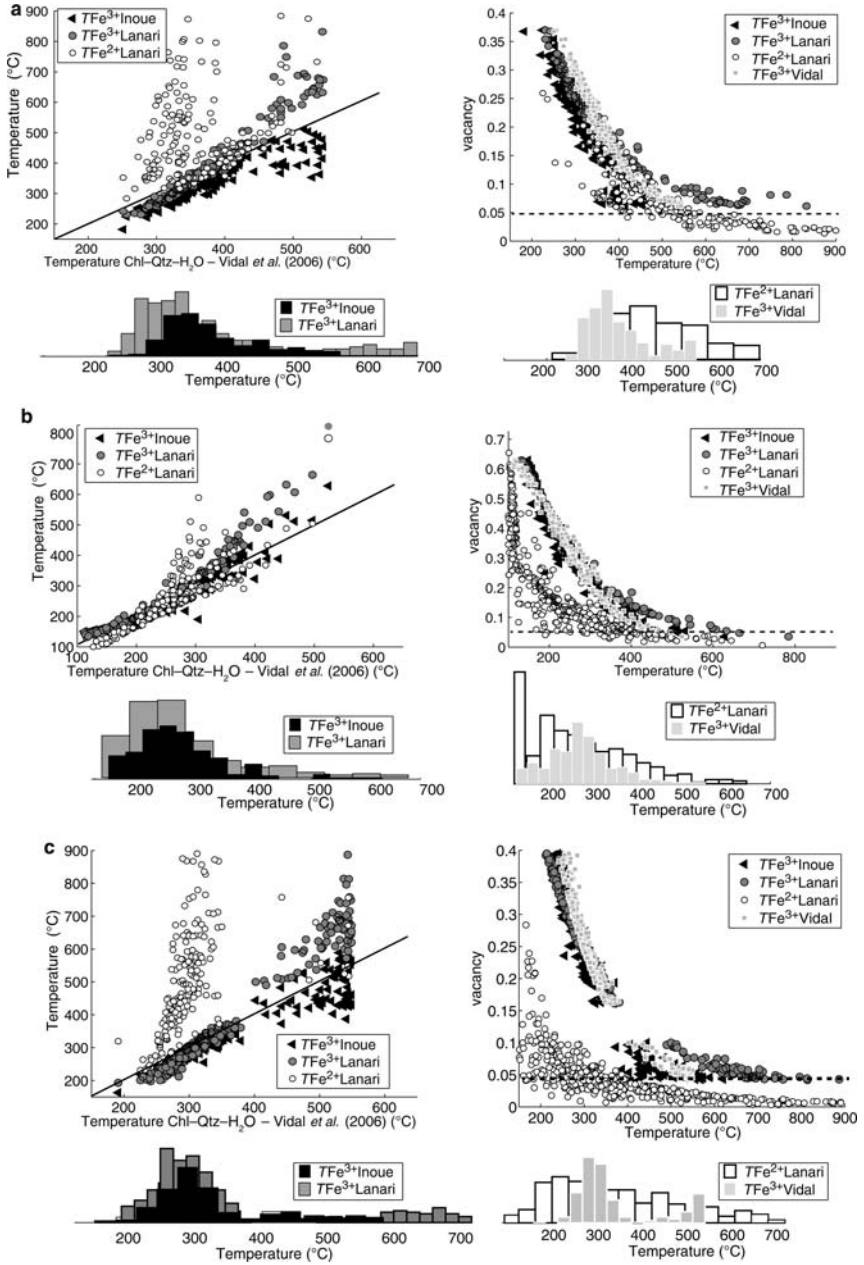 a
TFe3+Inoue
TFe3+Lanari
TFe2+Lanari
Temperature (°C)
900
800
700
600
500
400
300
200
200 300 400 500 600
Temperature Chl–Qtz–H2O – Vidal et al. (2006) (°C)
TFe3+Inoue
TFe3+Lanari
TFe2+Lanari
TFe3+Vidal
vacancy
0.4
0.35
0.3
0.25
0.2
0.15
0.1
0.05
0
200 300 400 500 600 700 800 900
Temperature (°C)
TFe3+Inoue
TFe3+Lanari
200 300 400 500 600 700
Temperature (°C)
TFe2+Lanari
TFe3+Vidal
200 300 400 500 600 700
Temperature (°C)
b
TFe3+Inoue
TFe3+Lanari
TFe2+Lanari
Temperature (°C)
800
700
600
500
400
300
200
100
100 200 300 400 500 600
Temperature Chl–Qtz–H2O – Vidal et al. (2006) (°C)
TFe3+Inoue
TFe3+Lanari
TFe2+Lanari
TFe3+Vidal
vacancy
0.7
0.6
0.5
0.4
0.3
0.2
0.1
0
200 400 600 800
Temperature (°C)
TFe3+Inoue
TFe3+Lanari
200 300 400 500 600 700
Temperature (°C)
TFe2+Lanari
TFe3+Vidal
200 300 400 500 600 700
Temperature (°C)
c
TFe3+Inoue
TFe3+Lanari
TFe2+Lanari
Temperature (°C)
900
800
700
600
500
400
300
200
200 300 400 500 600
Temperature Chl–Qtz–H2O – Vidal et al. (2006) (°C)
TFe3+Inoue
TFe3+Lanari
TFe2+Lanari
TFe3+Vidal
vacancy
0.4
0.35
0.3
0.25
0.2
0.15
0.1
0.05
0
200 300 400 500 600 700 800 900
Temperature (°C)
TFe3+Inoue
TFe3+Lanari
200 300 400 500 600 700
Temperature (°C)
TFe2+Lanari
TFe3+Vidal
200 300 400 500 600 700
Temperature (°C)